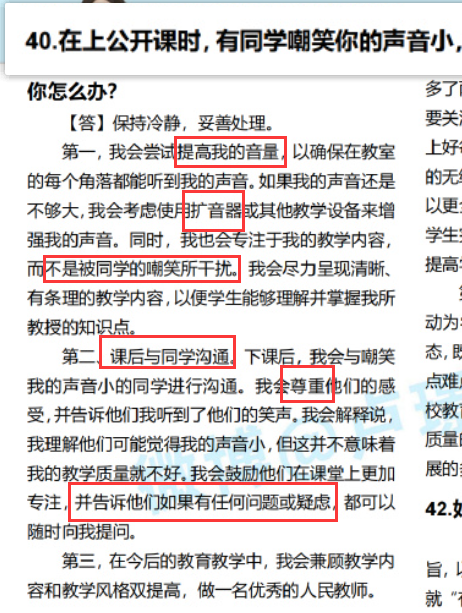 40.在上公开课时，有同学嘲笑你的声音小，
你怎么办？
【答】保持冷静，妥善处理。
第一，我会尝试提高我的音量，以确保在教室
的每个角落都能听到我的声音。如果我的声音还是
不够大，我会考虑使用扩音器或其他教学设备来增
强我的声音。同时，我也会专注于我的教学内容，
而不是被同学的嘲笑所干扰。我会尽力呈现清晰、
有条理的教学内容，以便学生能够理解并掌握我所
教授的知识点。
第二、课后与同学沟通。下课后，我会与嘲笑
我的声音小的同学进行沟通。我会尊重他们的感
受，并告诉他们我听到了他们的笑声。我会解释说，
我理解他们可能觉得我的声音小，但这并不意味着
我的教学质量就不好。我会鼓励他们在课堂上更加
专注，并告诉他们如果有任何问题或疑虑，都可以
随时向我提问。
第三，在今后的教育教学中，我会兼顾教学内
容和教学风格双提高，做一名优秀的人民教师。
多了
要关
上好
的无
以更
学生
提高
动为
态，既
点难
校教
质量的
展的
42.如
旨，以
就“
微博@卢瑞